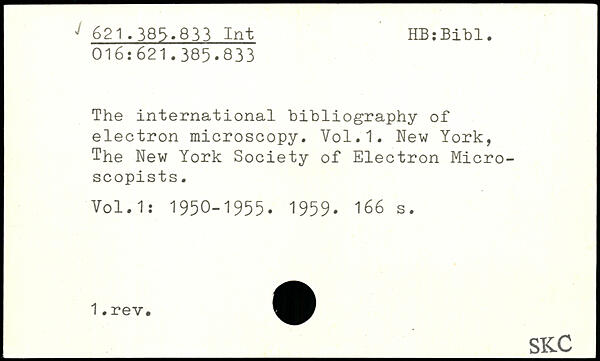 ✓ 621.385.833 Int HB:Bibl.
016:621.385.833
The international bibliography of
electron microscopy. Vol.1. New York,
The New York Society of Electron Micro-
scopists.
Vol.1: 1950-1955. 1959. 166 s.
1.rev.
SKC